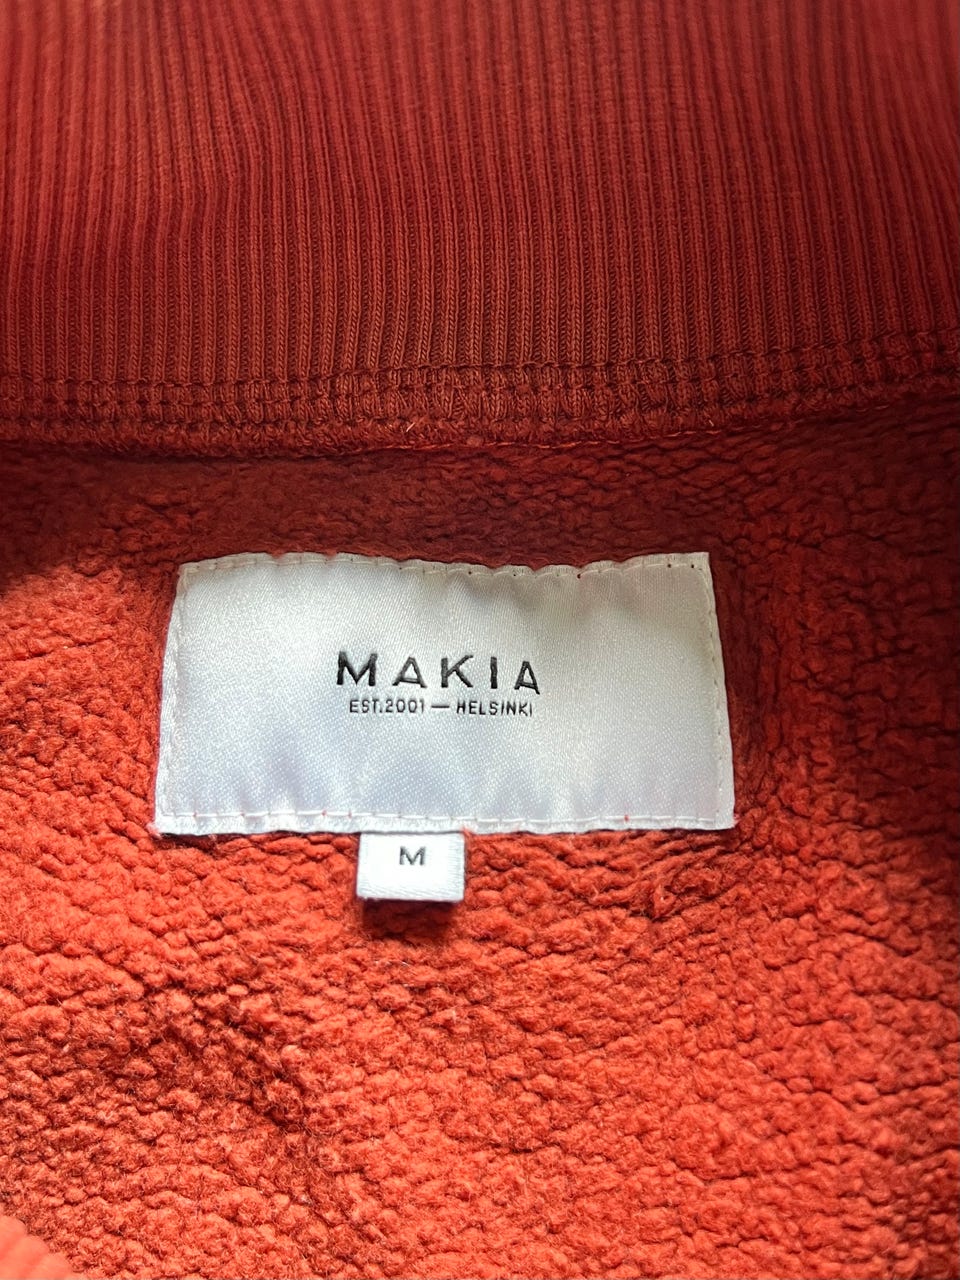 MAKIA
EST.2001 — HELSINKI
M